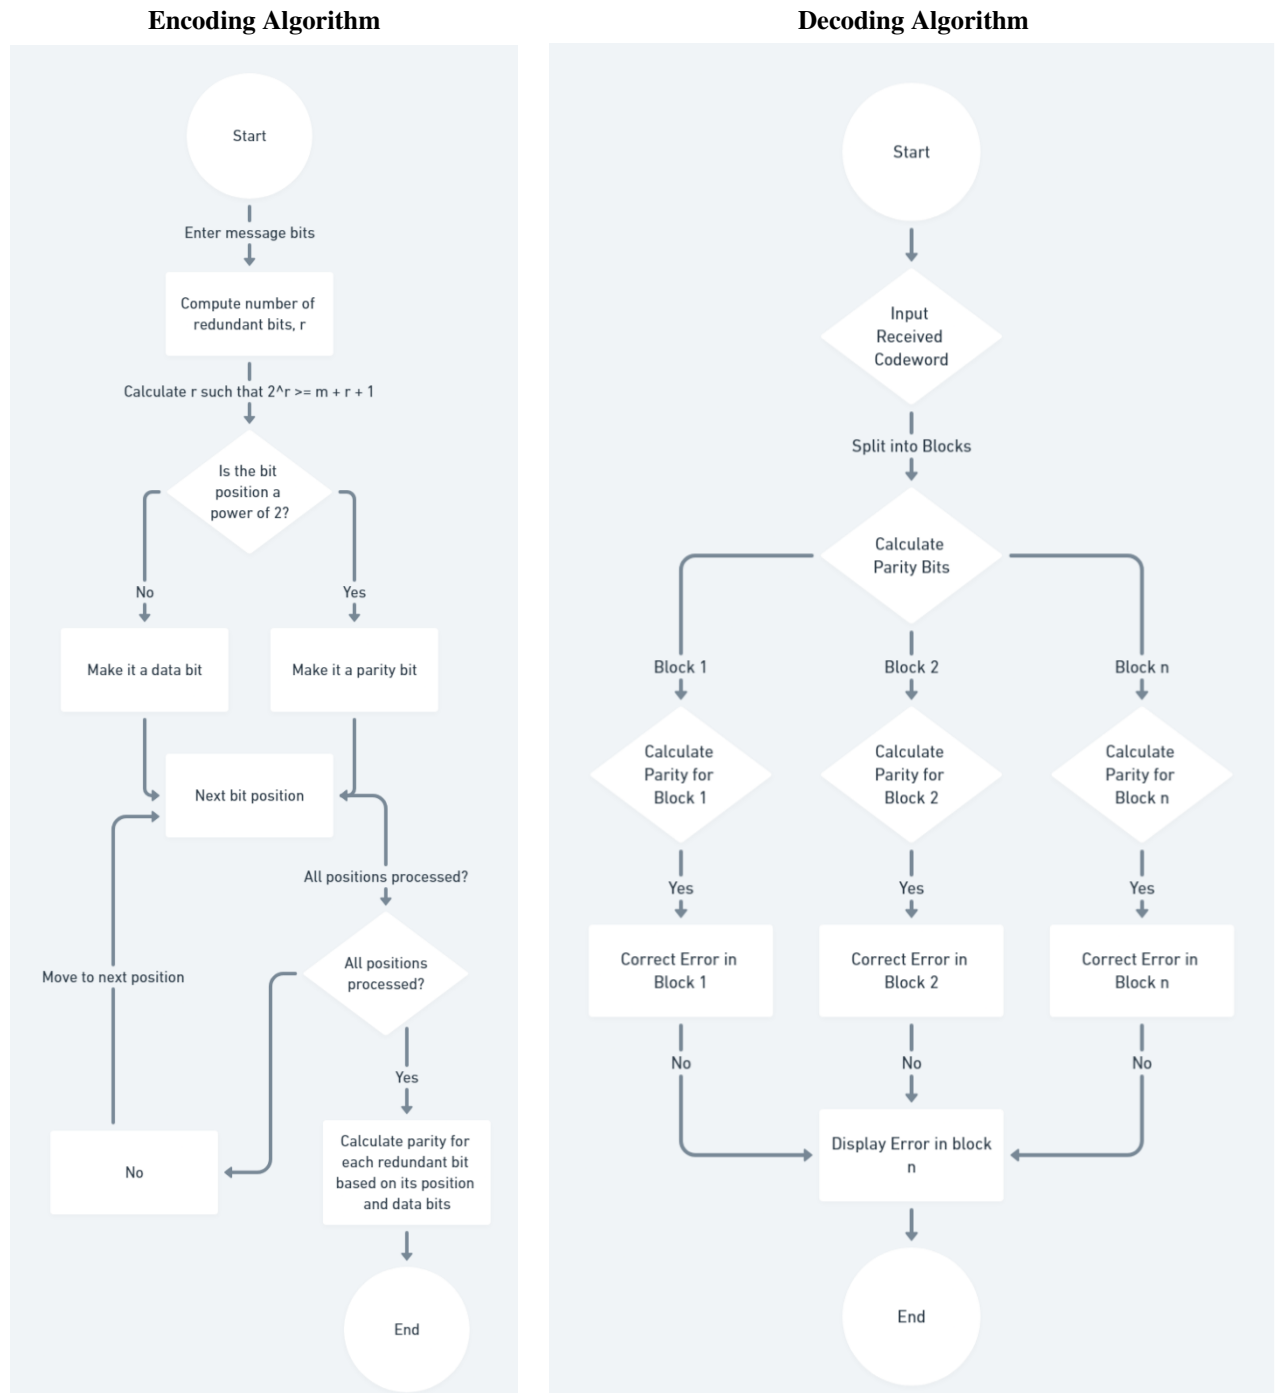 Encoding Algorithm
Start
Enter message bits
Compute number of
redundant bits, r
Calculate r such that 2^r >= m + r + 1
Is the bit
position a
power of 2?
No
Yes
Make it a data bit
Make it a parity bit
Next bit position
All positions processed?
Move to next position
All positions
processed?
Yes
No
Calculate parity for
each redundant bit
based on its position
and data bits
End
Decoding Algorithm
Start
Input
Received
Codeword
Split into Blocks
Calculate
Parity Bits
Block 1
Block 2
Block n
Calculate
Parity for
Block 1
Calculate
Parity for
Block 2
Calculate
Parity for
Block n
Yes
Yes
Yes
Correct Error in
Block 1
Correct Error in
Block 2
Correct Error in
Block n
No
No
No
Display Error in block
n
End